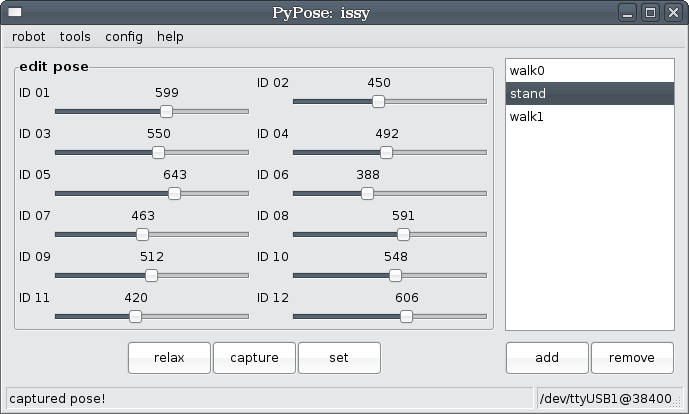 PyPose: issy
robot tools config help
edit pose
ID 01 599
ID 02 450
ID 03 550
ID 04 492
ID 05 643
ID 06 388
ID 07 463
ID 08 591
ID 09 512
ID 10 548
ID 11 420
ID 12 606
relax capture set
walk0
stand
walk1
add remove
captured pose!
/dev/ttyUSB1@38400